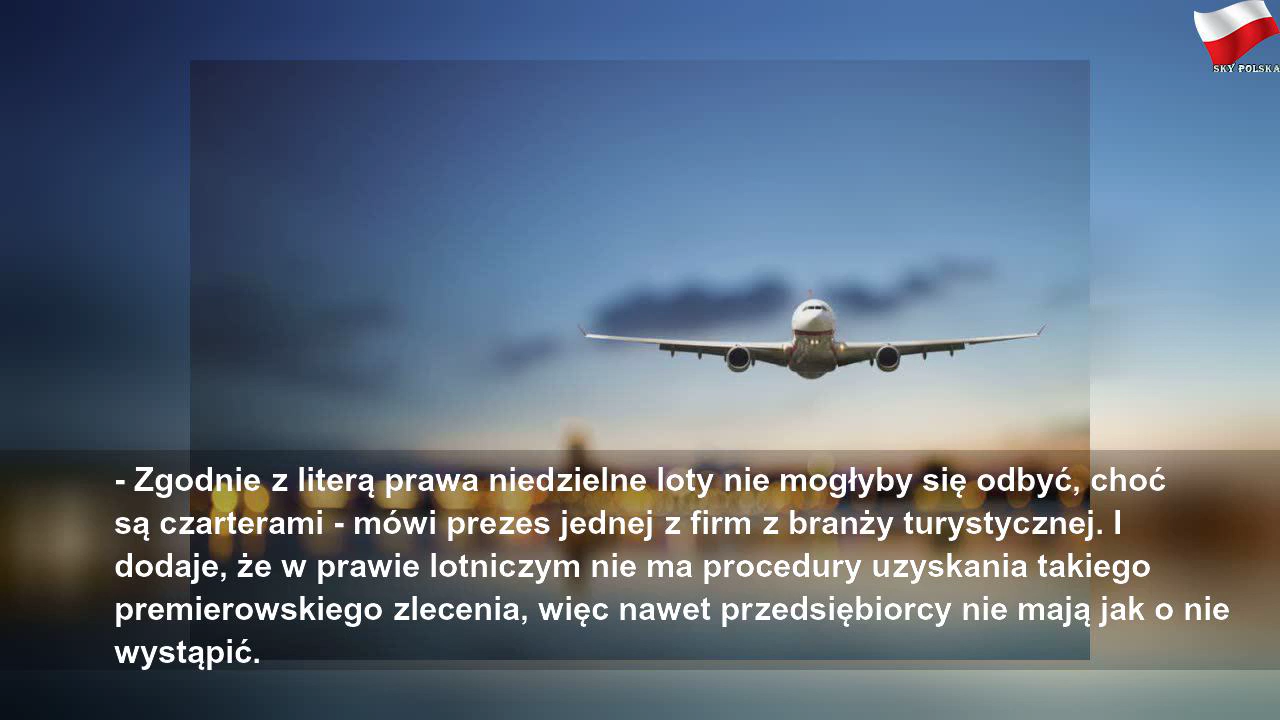 SKY POLSKA
- Zgodnie z literą prawa niedzielne loty nie mogłyby się odbyć, choć
są czarterami - mówi prezes jednej z firm z branży turystycznej. I
dodaje, że w prawie lotniczym nie ma procedury uzyskania takiego
premierowskiego zlecenia, więc nawet przedsiębiorcy nie mają jak o nie
wystąpić.